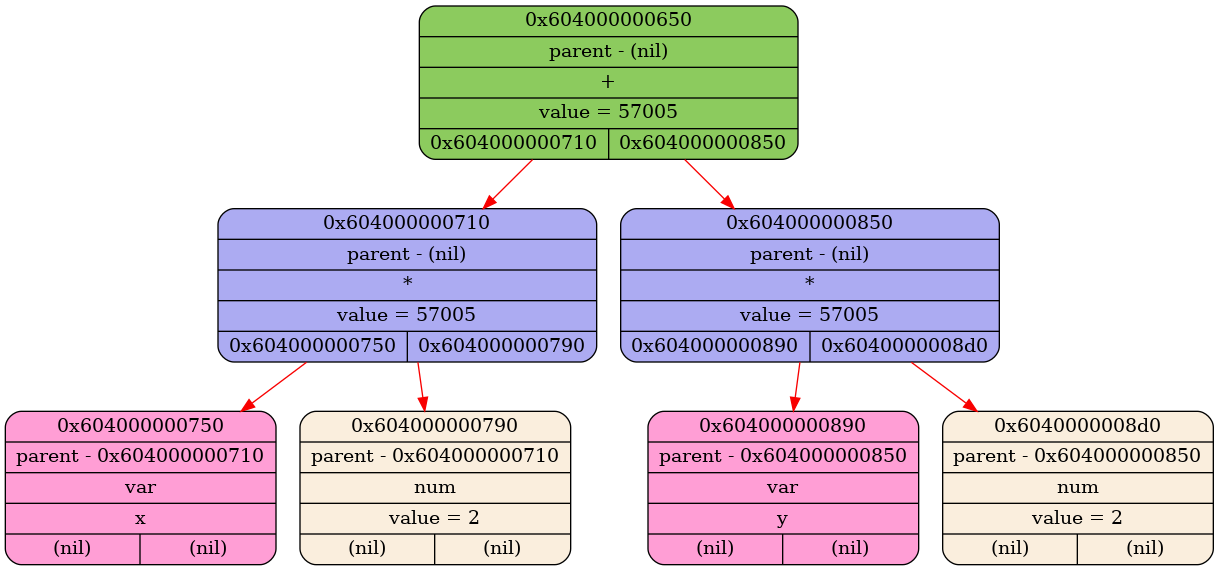 0x604000000650
parent - (nil)
+
value = 57005
0x604000000710 0x604000000850
0x604000000710
parent - (nil)
*
value = 57005
0x604000000750 0x604000000790
0x604000000850
parent - (nil)
*
value = 57005
0x604000000890 0x6040000008d0
0x604000000750
parent - 0x604000000710
var
x
(nil) (nil)
0x604000000790
parent - 0x604000000710
num
value = 2
(nil) (nil)
0x604000000890
parent - 0x604000000850
var
y
(nil) (nil)
0x6040000008d0
parent - 0x604000000850
num
value = 2
(nil) (nil)